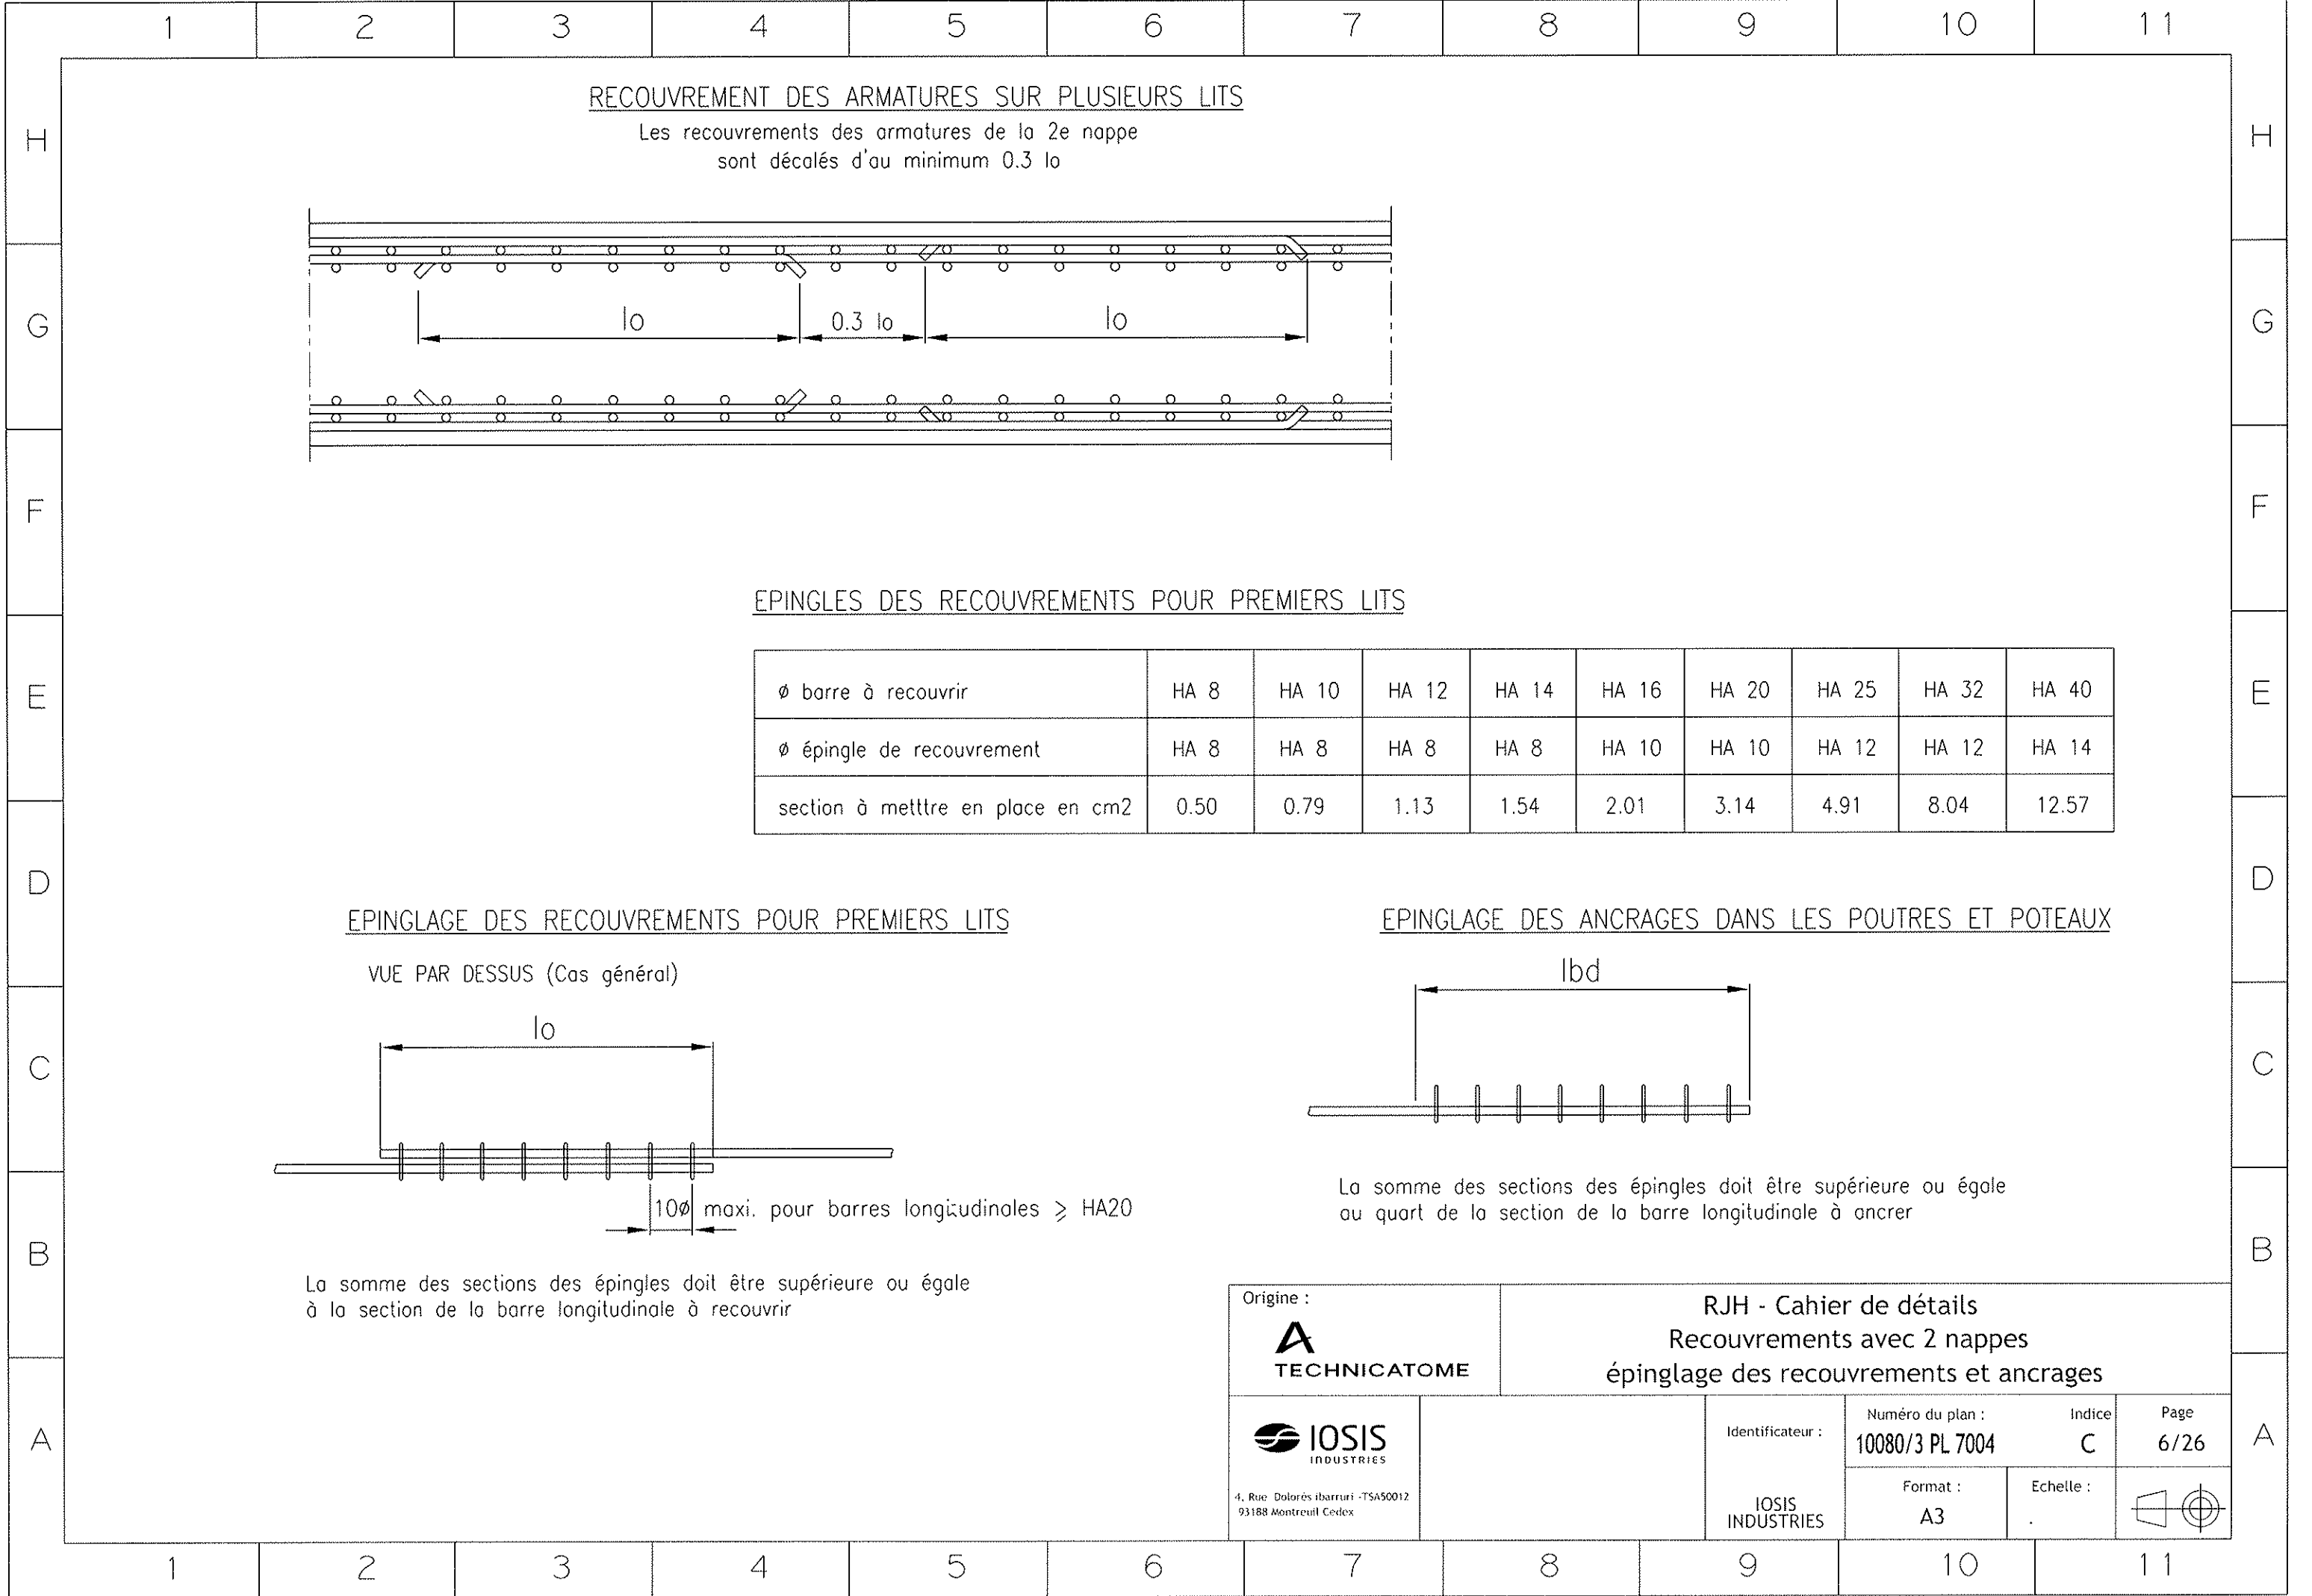 1 2 3 4 5 6 7 8 9 10 11
H H
G G
F F
E E
D D
C C
B B
A A
RECOUVREMENT DES ARMATURES SUR PLUSIEURS LITS
Les recouvrements des armatures de la 2e nappe
sont décalés d'au minimum 0.3 lo
lo 0.3 lo lo
EPINGLES DES RECOUVREMENTS POUR PREMIERS LITS
ø barre à recouvrir HA 8 HA 10 HA 12 HA 14 HA 16 HA 20 HA 25 HA 32 HA 40
ø épingle de recouvrement HA 8 HA 8 HA 8 HA 8 HA 10 HA 10 HA 12 HA 12 HA 14
section à metttre en place en cm2 0.50 0.79 1.13 1.54 2.01 3.14 4.91 8.04 12.57
EPINGLAGE DES RECOUVREMENTS POUR PREMIERS LITS
VUE PAR DESSUS (Cas général)
lo
10ø maxi. pour barres longitudinales ⩾ HA20
La somme des sections des épingles doit être supérieure ou égale
à la section de la barre longitudinale à recouvrir
EPINGLAGE DES ANCRAGES DANS LES POUTRES ET POTEAUX
lbd
La somme des sections des épingles doit être supérieure ou égale
au quart de la section de la barre longitudinale à ancrer
Origine :
TECHNICATOME
RJH - Cahier de détails
Recouvrements avec 2 nappes
épinglage des recouvrements et ancrages
IOSIS
INDUSTRIES
4, Rue Dolorès ibarruri -TSA50012
93188 Montreuil Cedex
Identificateur :
IOSIS
INDUSTRIES
Numéro du plan : Indice Page
10080/3 PL 7004 C 6/26
Format : Echelle :
A3 .
1 2 3 4 5 6 7 8 9 10 11